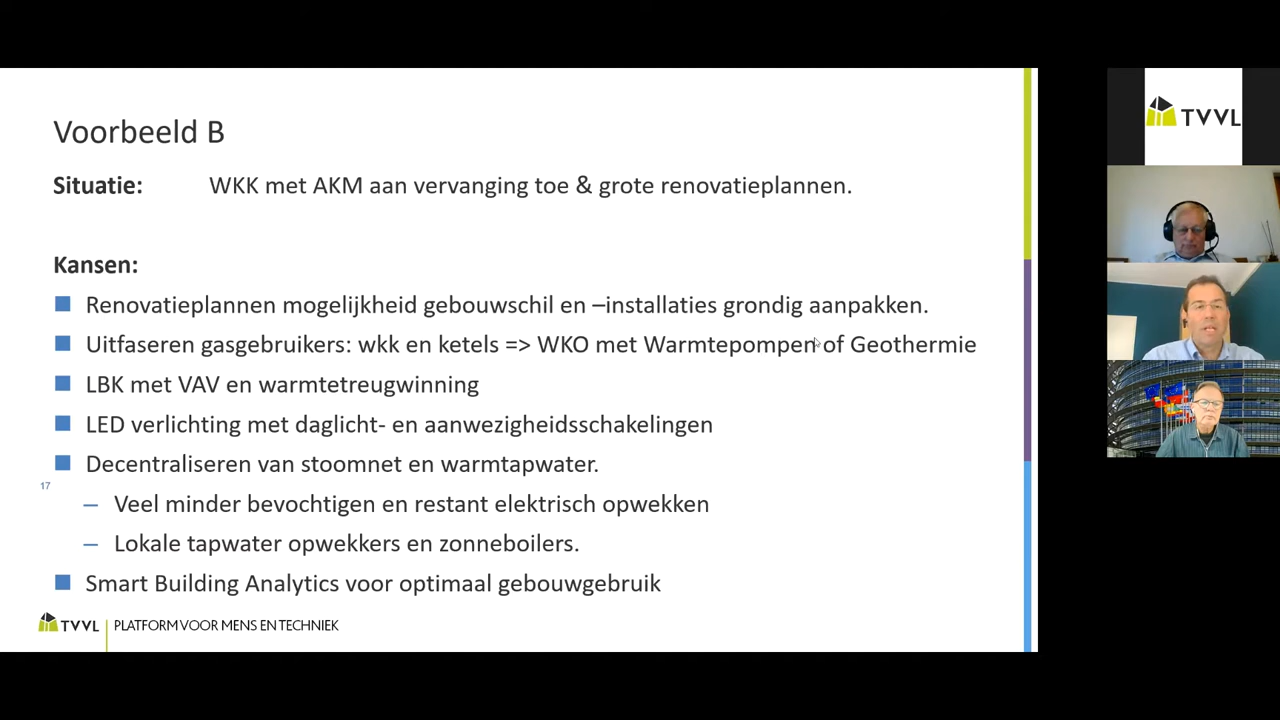 Voorbeeld B
Situatie: WKK met AKM aan vervanging toe & grote renovatieplannen.
Kansen:
Renovatieplannen mogelijkheid gebouwschil en –installaties grondig aanpakken.
Uitfaseren gasgebruikers: wkk en ketels => WKO met Warmtepompen of Geothermie
LBK met VAV en warmtetreugwinning
LED verlichting met daglicht- en aanwezigheidsschakelingen
Decentraliseren van stoomnet en warmtapwater.
– Veel minder bevochtigen en restant elektrisch opwekken
– Lokale tapwater opwekkers en zonneboilers.
Smart Building Analytics voor optimaal gebouwgebruik
17
TVVL PLATFORM VOOR MENS EN TECHNIEK
TVVL